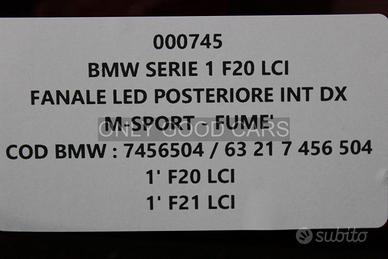 000745
BMW SERIE 1 F20 LCI
FANALE LED POSTERIORE INT DX
M-SPORT - FUME'
ONLY GOOD CARS
COD BMW : 7456504 / 63 21 7 456 504
1' F20 LCI
1' F21 LCI
subito